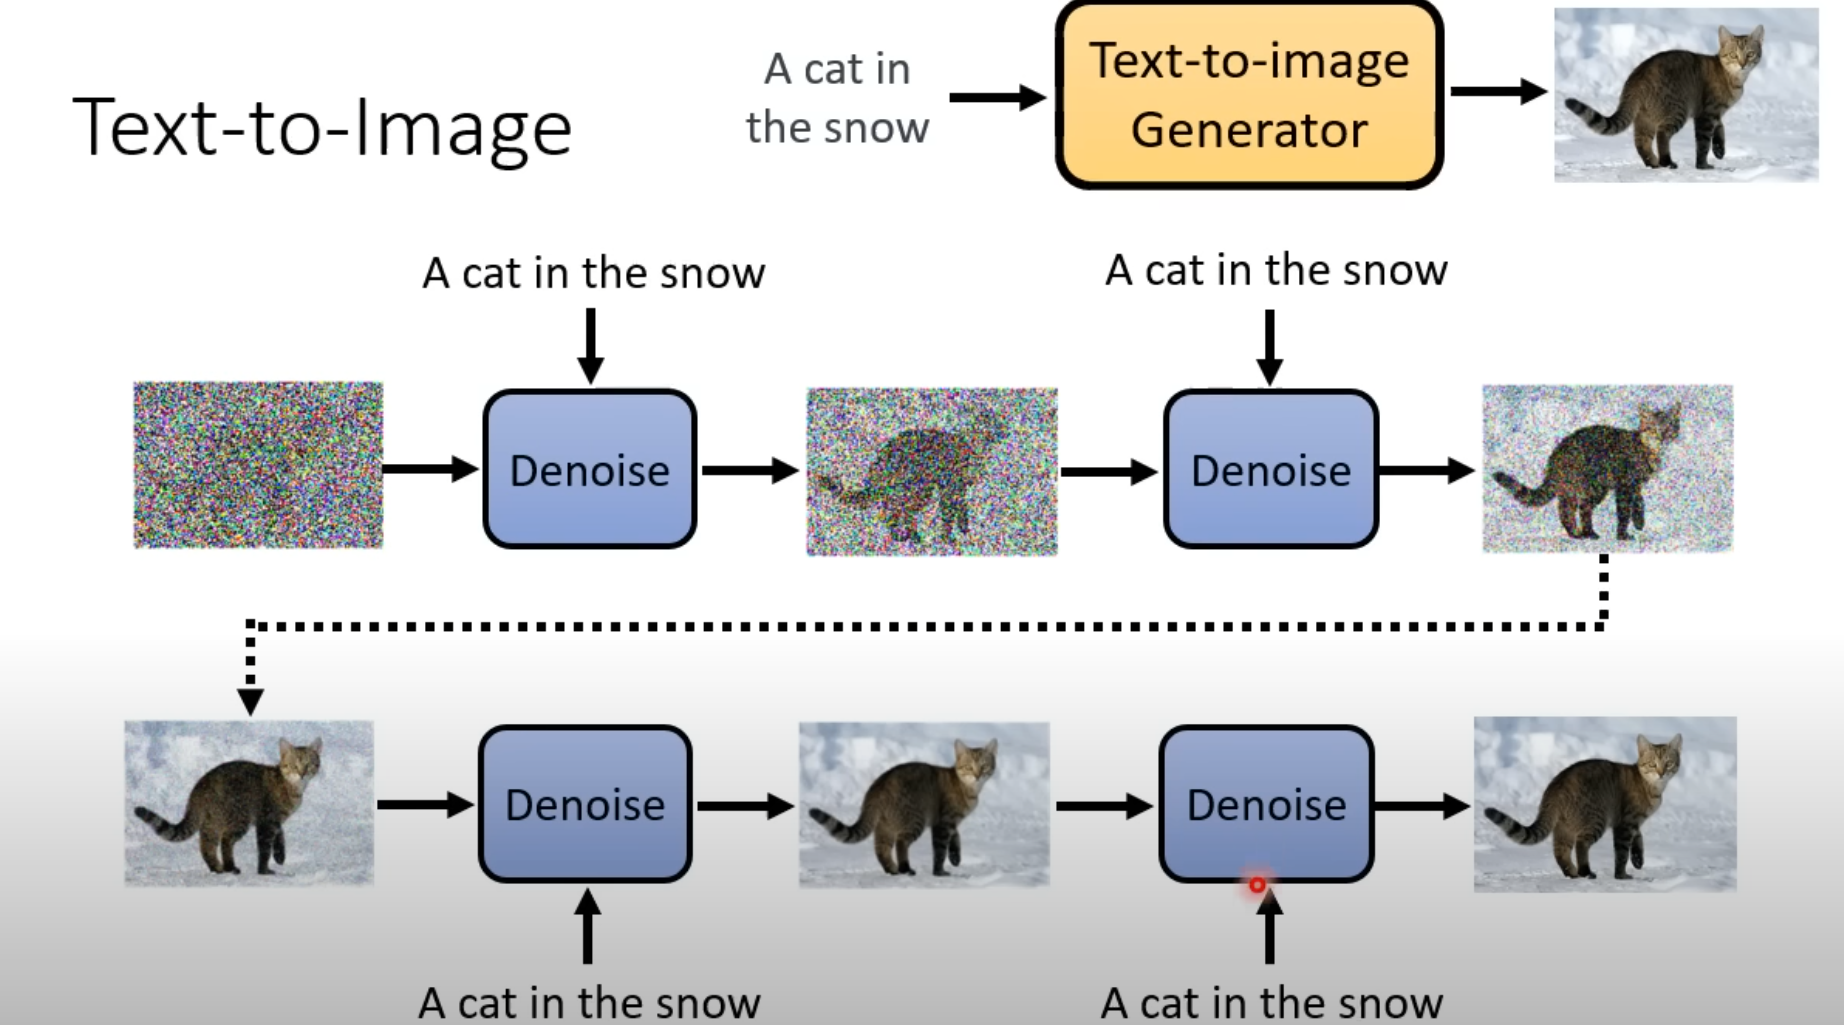 Text-to-Image
A cat in
the snow
Text-to-image
Generator
A cat in the snow
A cat in the snow
Denoise
Denoise
Denoise
Denoise
A cat in the snow
A cat in the snow